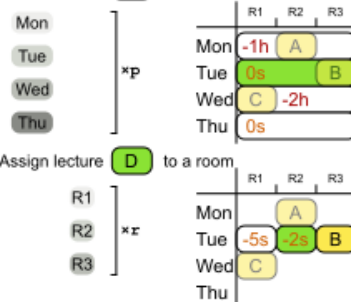 R1 R2 R3
Mon
Tue
Wed
Thu
×p
Mon -1h A
Tue 0s B
Wed C -2h
Thu 0s
Assign lecture D to a room
R1
R2
R3
×r
R1 R2 R3
Mon A
Tue -5s -2s B
Wed C
Thu